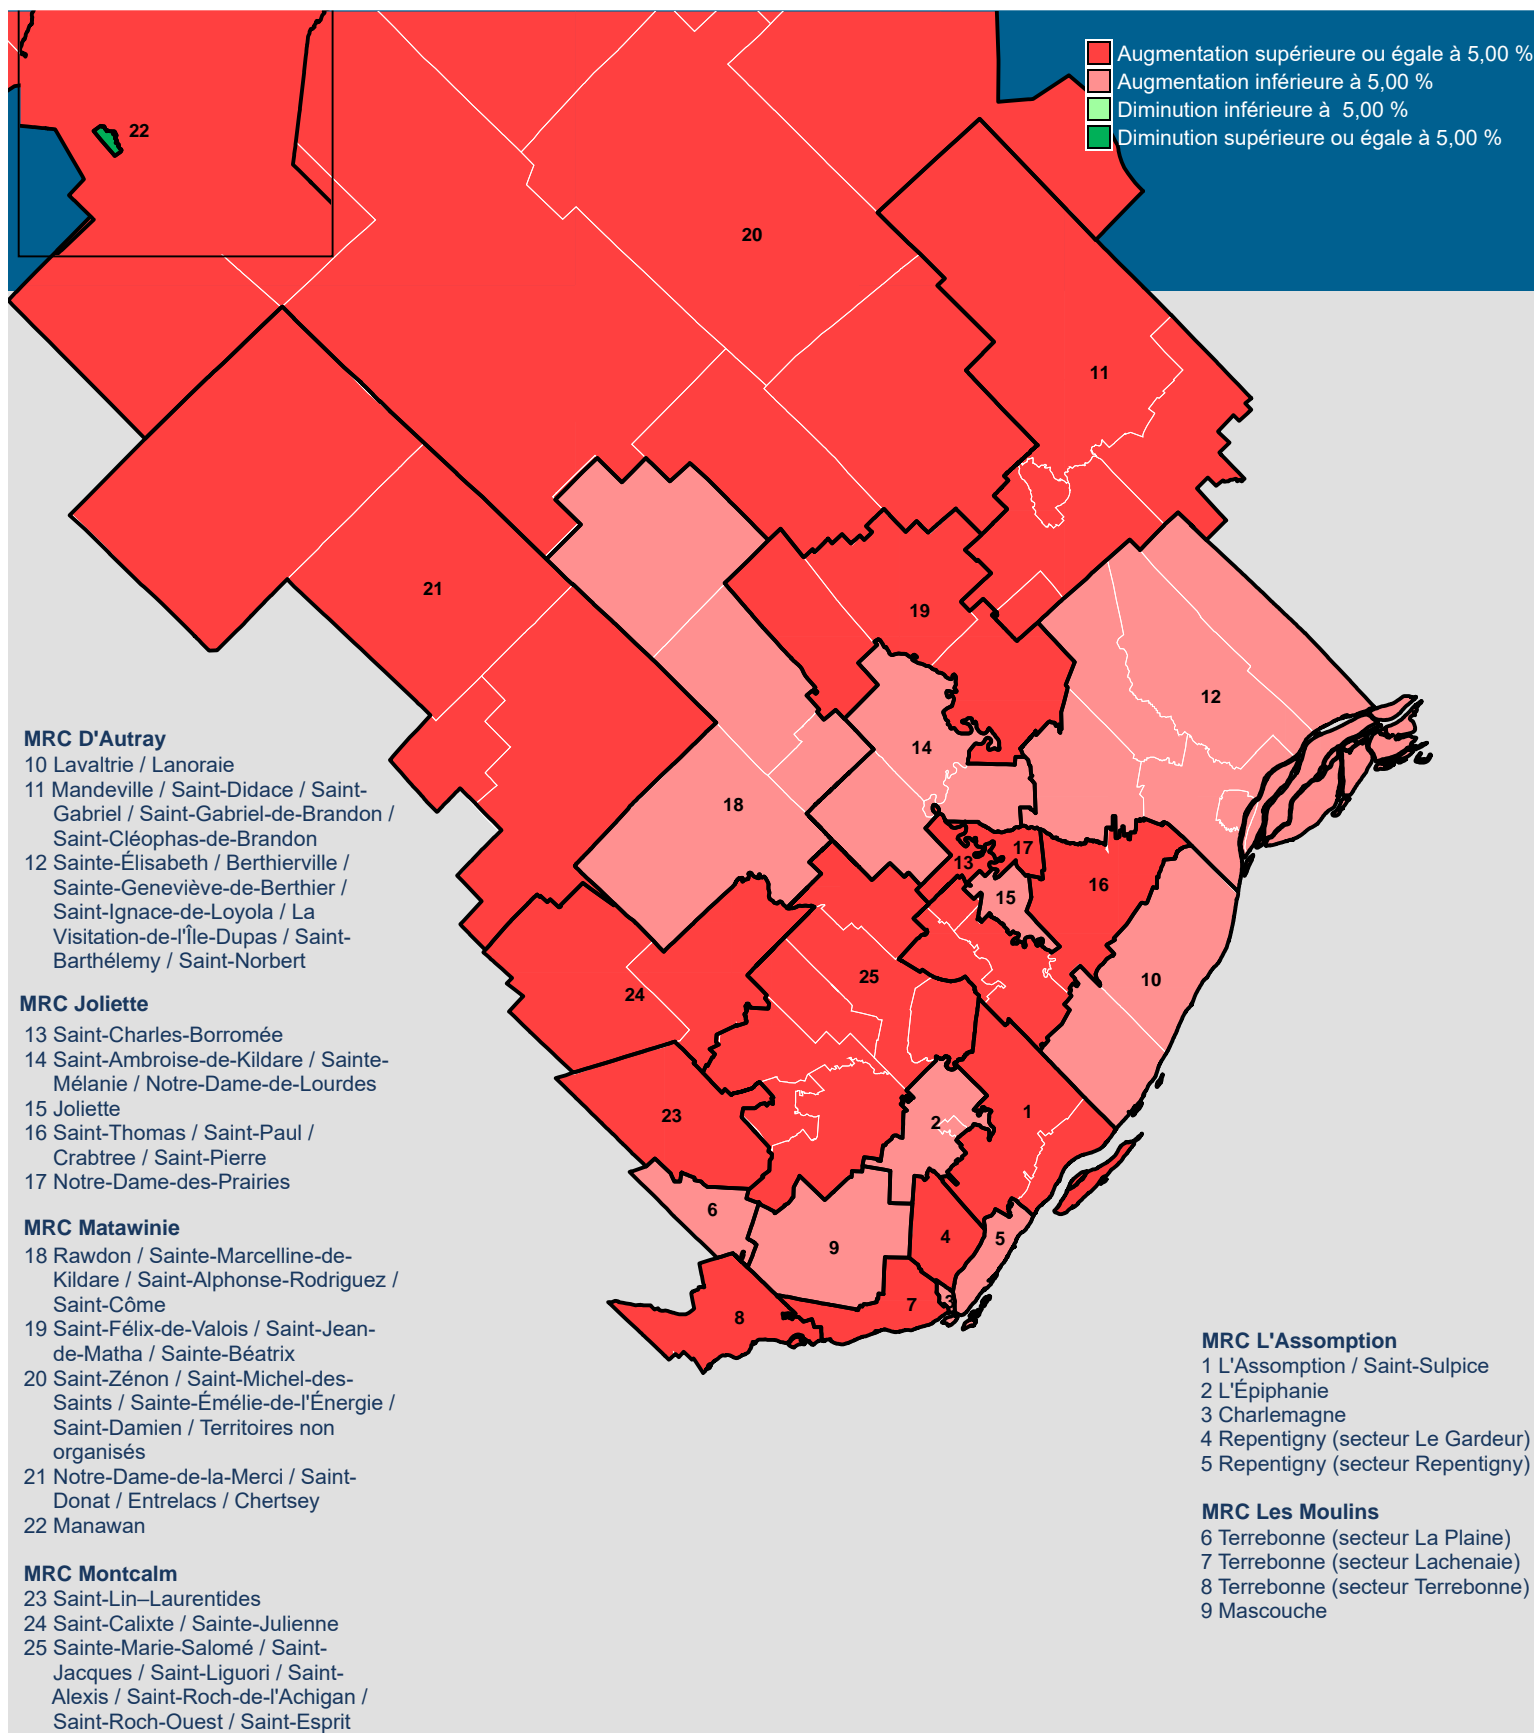 Augmentation supérieure ou égale à 5,00 %
Augmentation inférieure à 5,00 %
Diminution inférieure à  5,00 %
Diminution supérieure ou égale à 5,00 %
22
20
11
21
19
12
14
18
17
13
16
15
25
10
24
23
1
2
6
9
4
5
7
3
8
MRC D'Autray
10 Lavaltrie / Lanoraie
11 Mandeville / Saint-Didace / Saint-
Gabriel / Saint-Gabriel-de-Brandon /
Saint-Cléophas-de-Brandon
12 Sainte-Élisabeth / Berthierville /
Sainte-Geneviève-de-Berthier /
Saint-Ignace-de-Loyola / La
Visitation-de-l'Île-Dupas / Saint-
Barthélemy / Saint-Norbert
MRC Joliette
13 Saint-Charles-Borromée
14 Saint-Ambroise-de-Kildare / Sainte-
Mélanie / Notre-Dame-de-Lourdes
15 Joliette
16 Saint-Thomas / Saint-Paul /
Crabtree / Saint-Pierre
17 Notre-Dame-des-Prairies
MRC Matawinie
18 Rawdon / Sainte-Marcelline-de-
Kildare / Saint-Alphonse-Rodriguez /
Saint-Côme
19 Saint-Félix-de-Valois / Saint-Jean-
de-Matha / Sainte-Béatrix
20 Saint-Zénon / Saint-Michel-des-
Saints / Sainte-Émélie-de-l'Énergie /
Saint-Damien / Territoires non
organisés
21 Notre-Dame-de-la-Merci / Saint-
Donat / Entrelacs / Chertsey
22 Manawan
MRC Montcalm
23 Saint-Lin–Laurentides
24 Saint-Calixte / Sainte-Julienne
25 Sainte-Marie-Salomé / Saint-
Jacques / Saint-Liguori / Saint-
Alexis / Saint-Roch-de-l'Achigan /
Saint-Roch-Ouest / Saint-Esprit
MRC L'Assomption
1 L'Assomption / Saint-Sulpice
2 L'Épiphanie
3 Charlemagne
4 Repentigny (secteur Le Gardeur)
5 Repentigny (secteur Repentigny)
MRC Les Moulins
6 Terrebonne (secteur La Plaine)
7 Terrebonne (secteur Lachenaie)
8 Terrebonne (secteur Terrebonne)
9 Mascouche